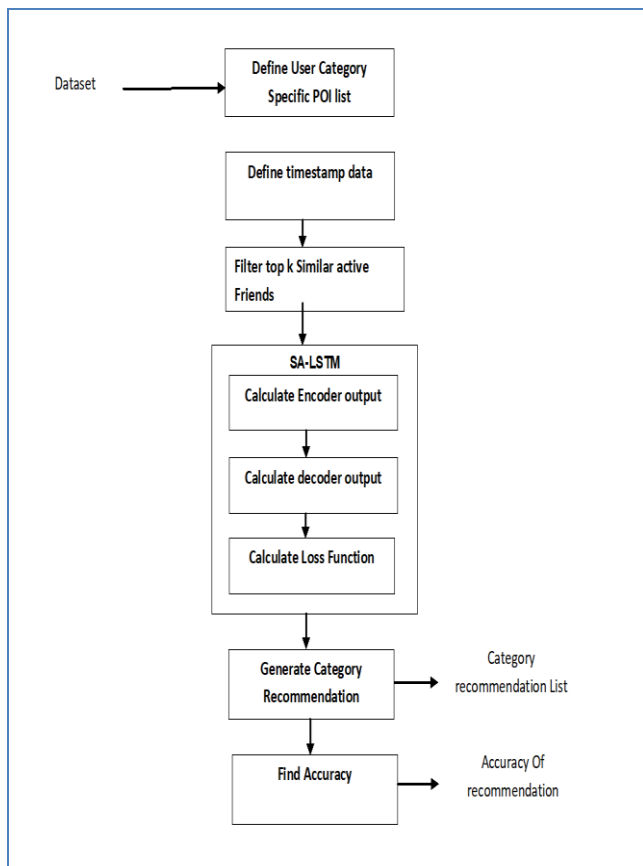 Dataset
Define User Category
Specific POI list
Define timestamp data
Filter top k Similar active
Friends
SA-LSTM
Calculate Encoder output
Calculate decoder output
Calculate Loss Function
Generate Category
Recommendation
Category
recommendation List
Find Accuracy
Accuracy Of
recommendation